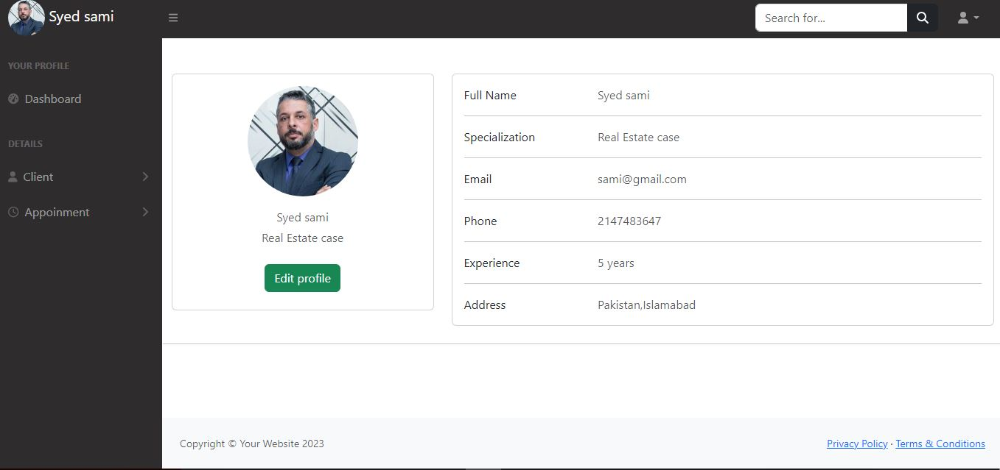 Syed sami
Search for...
YOUR PROFILE
Dashboard
DETAILS
Client
Appoinment
Syed sami
Real Estate case
Edit profile
Full Name Syed sami
Specialization Real Estate case
Email sami@gmail.com
Phone 2147483647
Experience 5 years
Address Pakistan,Islamabad
Copyright © Your Website 2023
Privacy Policy · Terms & Conditions